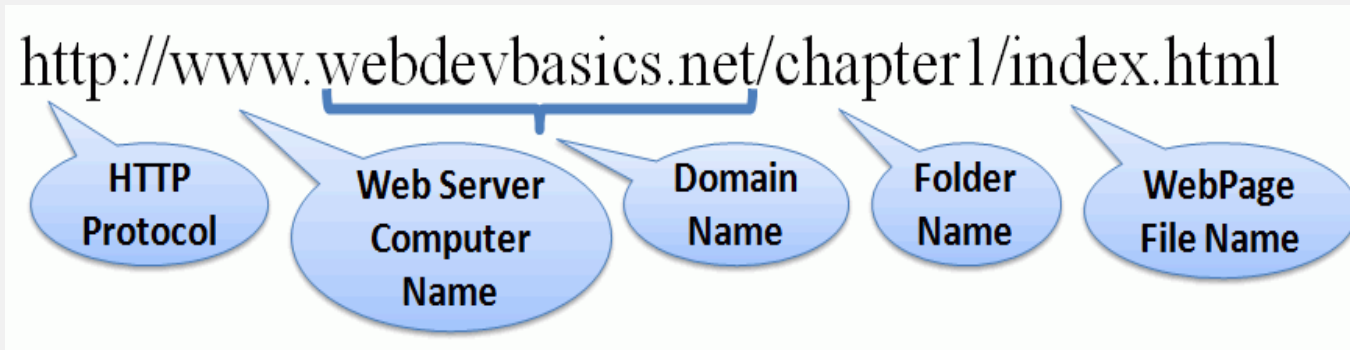 http://www.webdevbasics.net/chapter1/index.html
HTTP
Protocol
Web Server
Computer
Name
Domain
Name
Folder
Name
WebPage
File Name